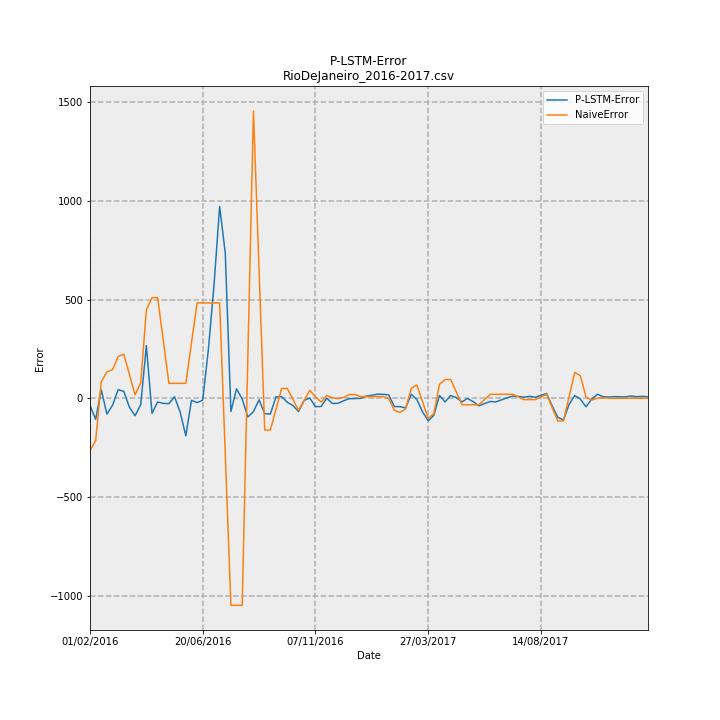 P-LSTM-Error
RioDeJaneiro_2016-2017.csv
P-LSTM-Error
NaiveError
1500
1000
500
0
−500
−1000
Error
01/02/2016 20/06/2016 07/11/2016 27/03/2017 14/08/2017
Date